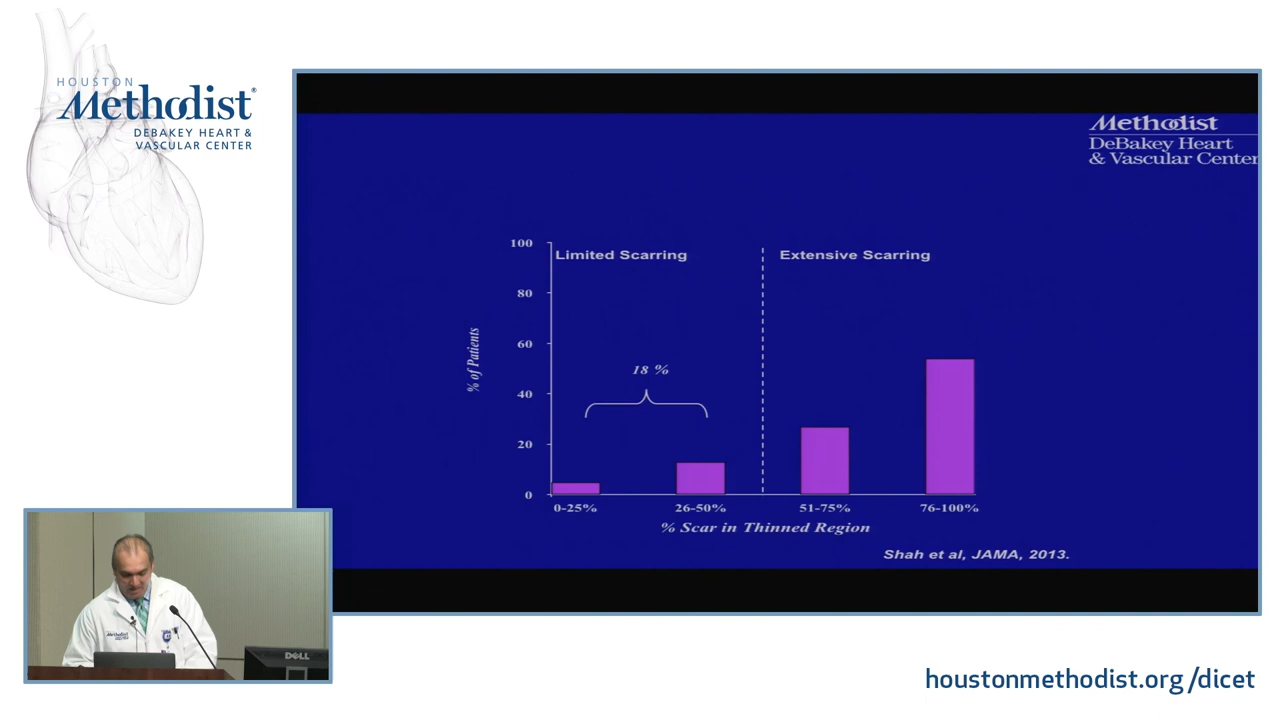 HOUSTON
Methodist®
DEBAKEY HEART &
VASCULAR CENTER
Methodist
DeBakey Heart
& Vascular Center
100
80
60
40
20
0
% of Patients
Limited Scarring
Extensive Scarring
18 %
0-25%
26-50%
51-75%
76-100%
% Scar in Thinned Region
Shah et al, JAMA, 2013.
Methodist
DELL
houstonmethodist.org/dicet